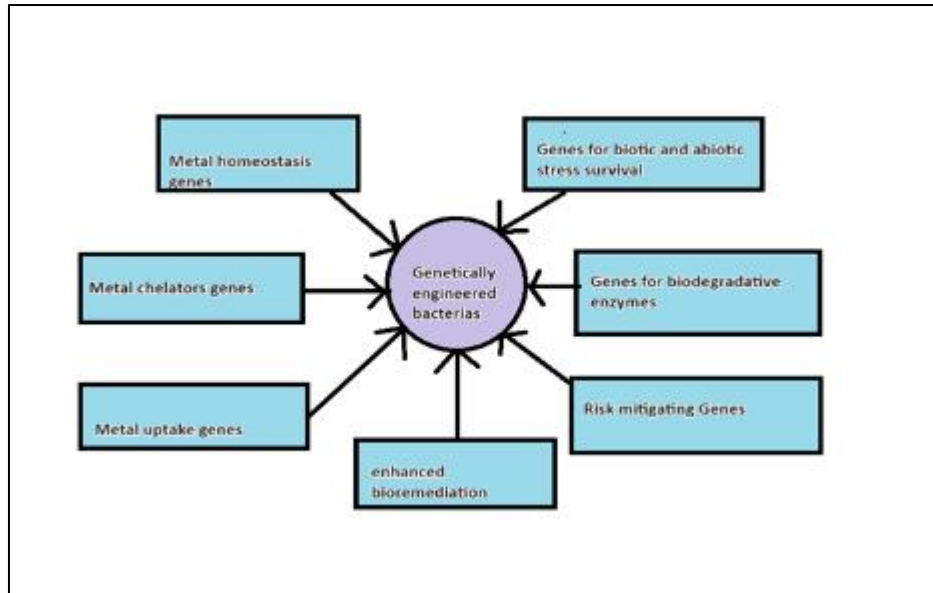 Metal homeostasis
genes
Genes for biotic and abiotic
stress survival
Metal chelators genes
Genetically
engineered
bacterias
Genes for biodegradative
enzymes
Metal uptake genes
Risk mitigating Genes
enhanced
bioremediation